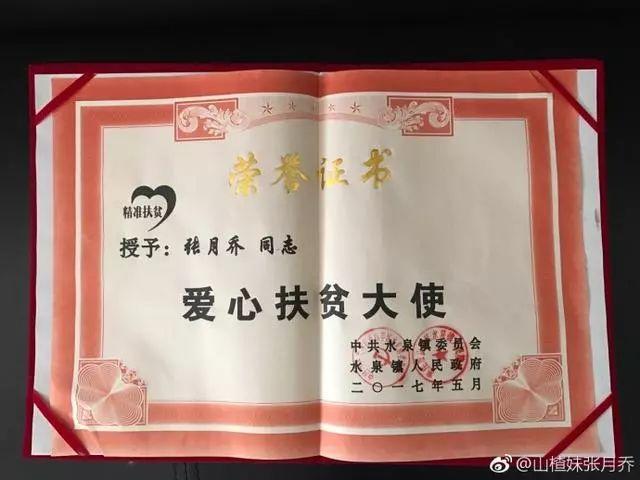 荣誉证书
精准扶贫
授予：张月乔 同志
爱心扶贫大使
中共水泉镇委员会
水泉镇人民政府
二〇一七年五月
@山楂妹张月乔